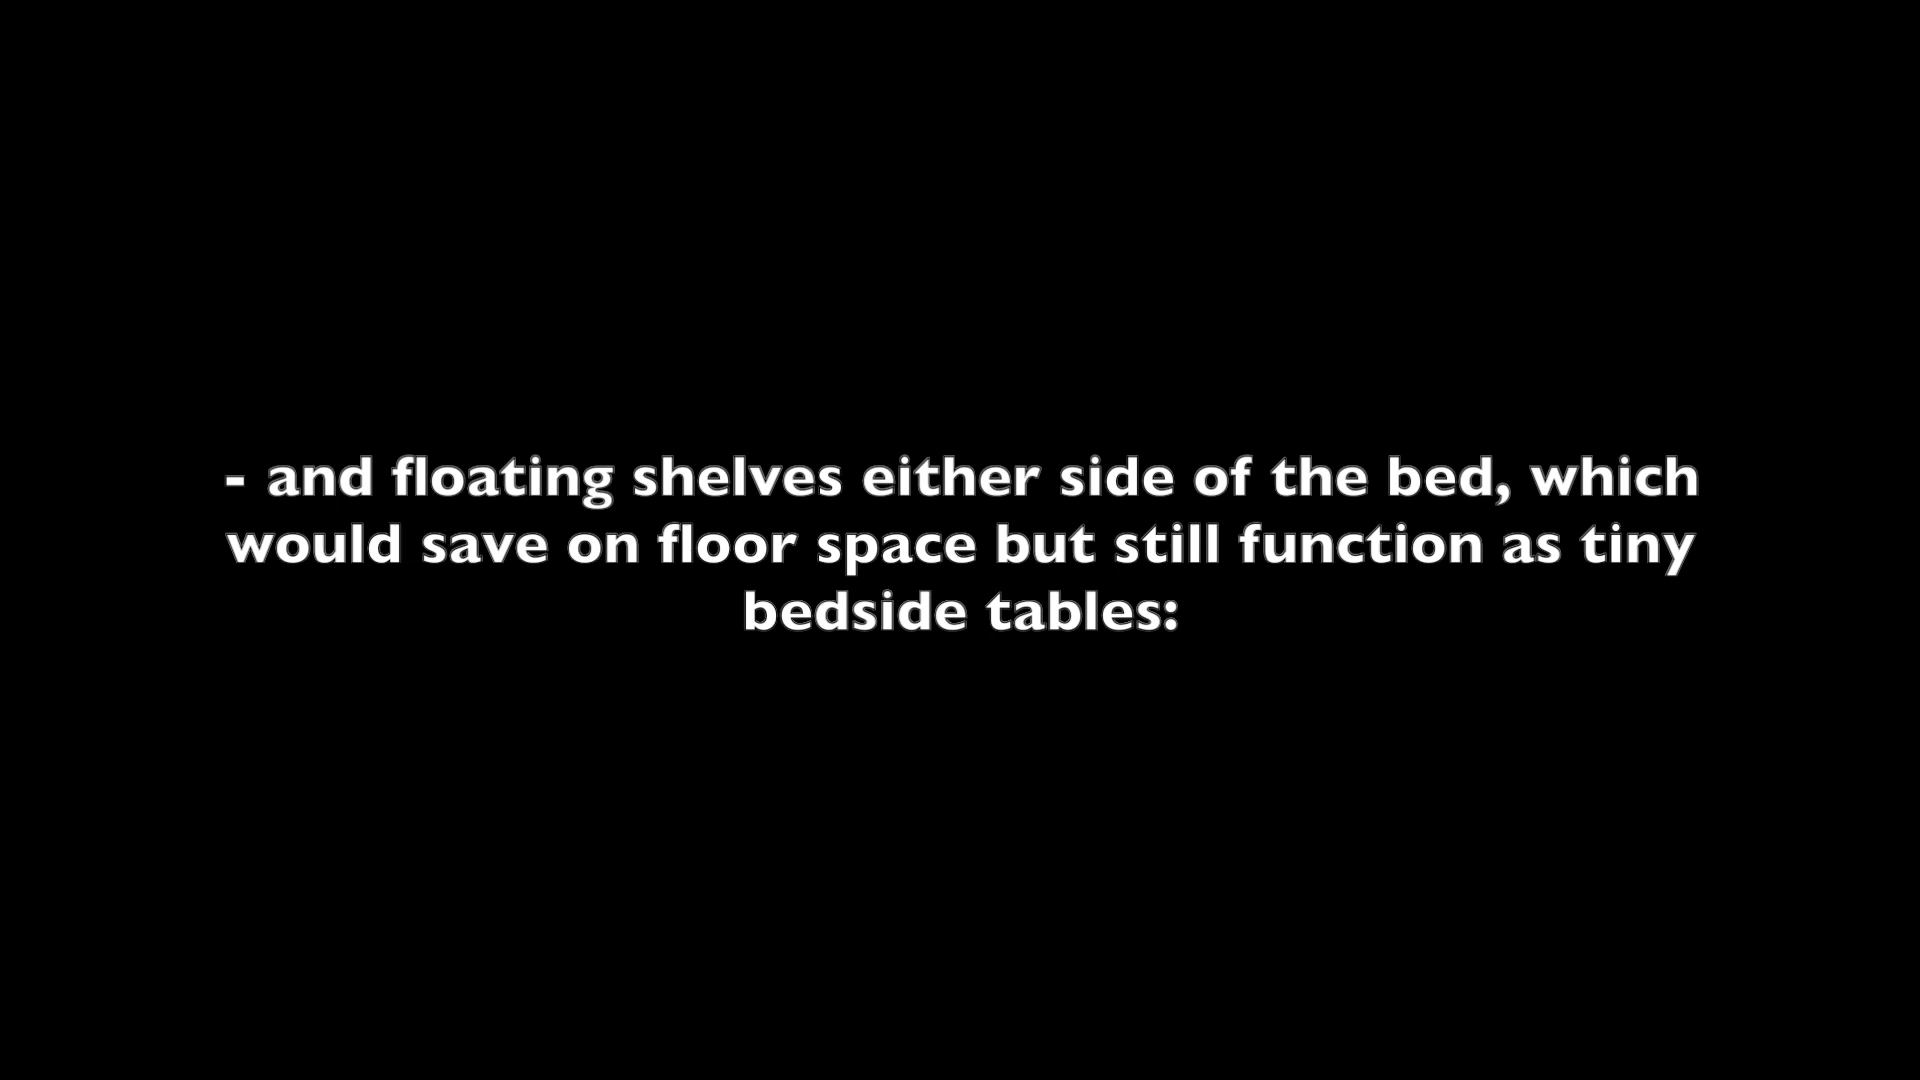 - and floating shelves either side of the bed, which
would save on floor space but still function as tiny
bedside tables: